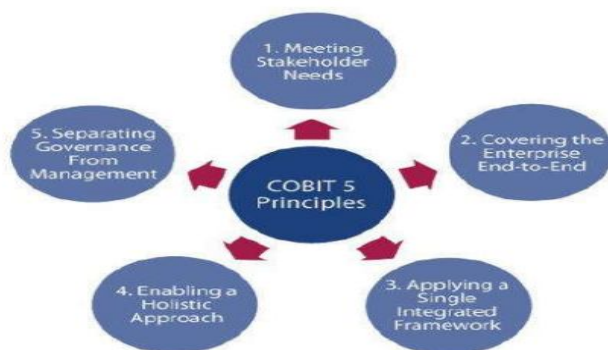 1. Meeting
Stakeholder
Needs
5. Separating
Governance
From
Management
2. Covering the
Enterprise
End-to-End
COBIT 5
Principles
4. Enabling a
Holistic
Approach
3. Applying a
Single
Integrated
Framework